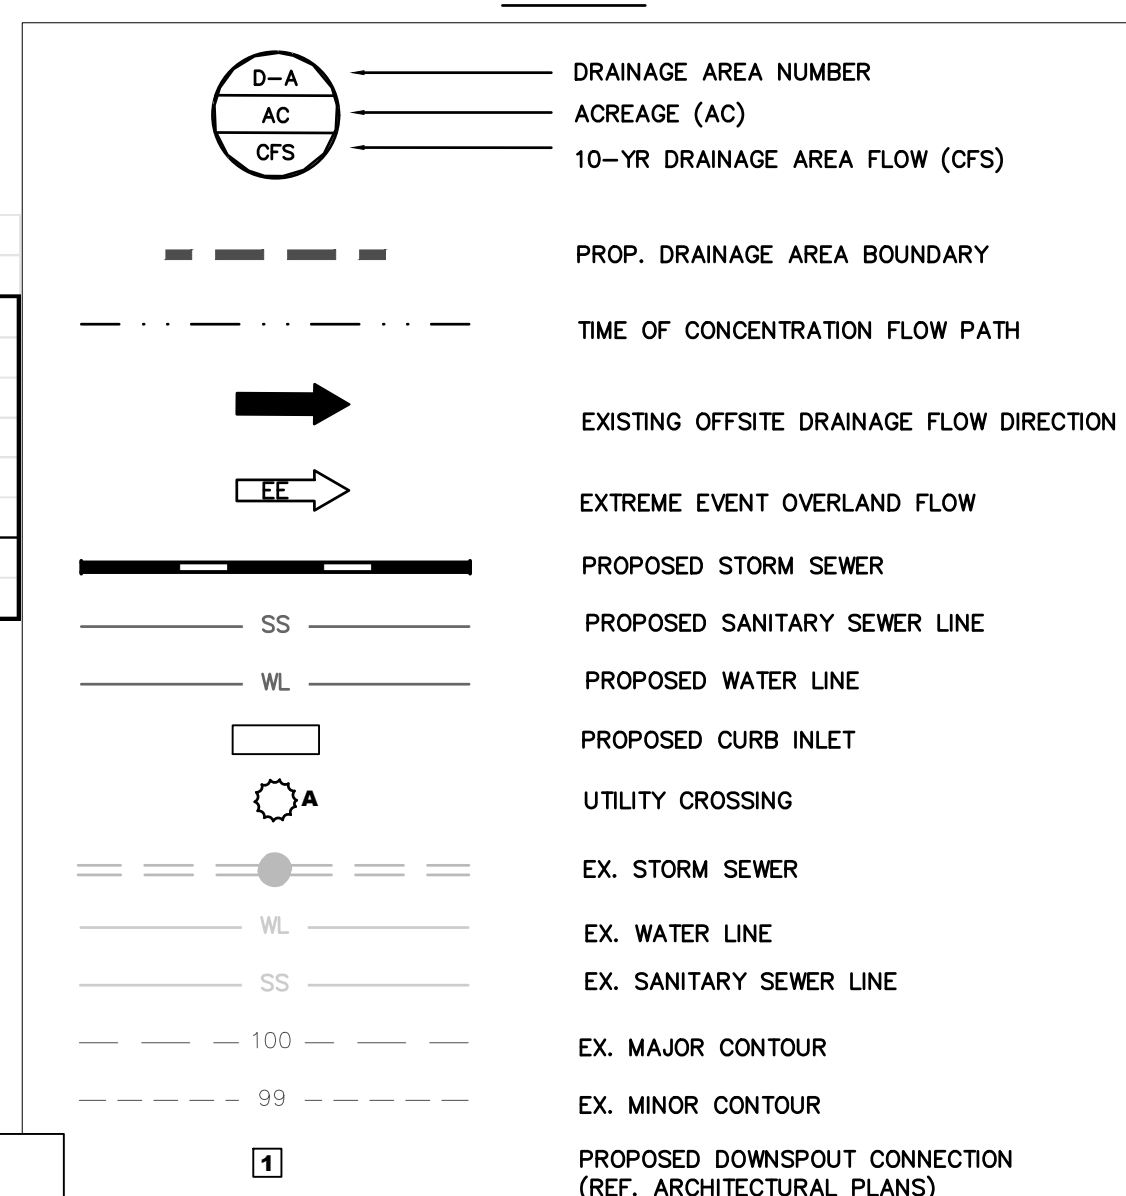 D-A DRAINAGE AREA NUMBER
AC ACREAGE (AC)
CFS 10-YR DRAINAGE AREA FLOW (CFS)
PROP. DRAINAGE AREA BOUNDARY
TIME OF CONCENTRATION FLOW PATH
EXISTING OFFSITE DRAINAGE FLOW DIRECTION
EE EXTREME EVENT OVERLAND FLOW
PROPOSED STORM SEWER
SS PROPOSED SANITARY SEWER LINE
WL PROPOSED WATER LINE
PROPOSED CURB INLET
A UTILITY CROSSING
EX. STORM SEWER
WL EX. WATER LINE
SS EX. SANITARY SEWER LINE
100 EX. MAJOR CONTOUR
99 EX. MINOR CONTOUR
1 PROPOSED DOWNSPOUT CONNECTION
(REF. ARCHITECTURAL PLANS)